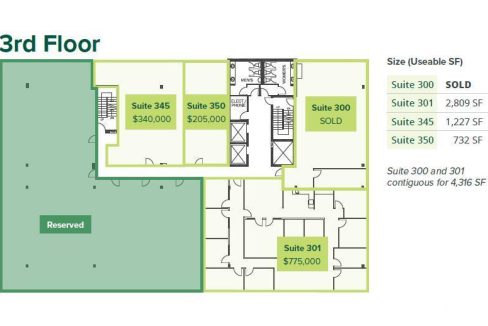 3rd Floor
Size (Useable SF)
Suite 300 SOLD
Suite 301 2,809 SF
Suite 345 1,227 SF
Suite 350 732 SF
Suite 300 and 301
contiguous for 4,316 SF
MEN'S
WOMEN'S
ELECT
PHONE
Suite 345
$340,000
Suite 350
$205,000
Suite 300
SOLD
Reserved
Suite 301
$775,000